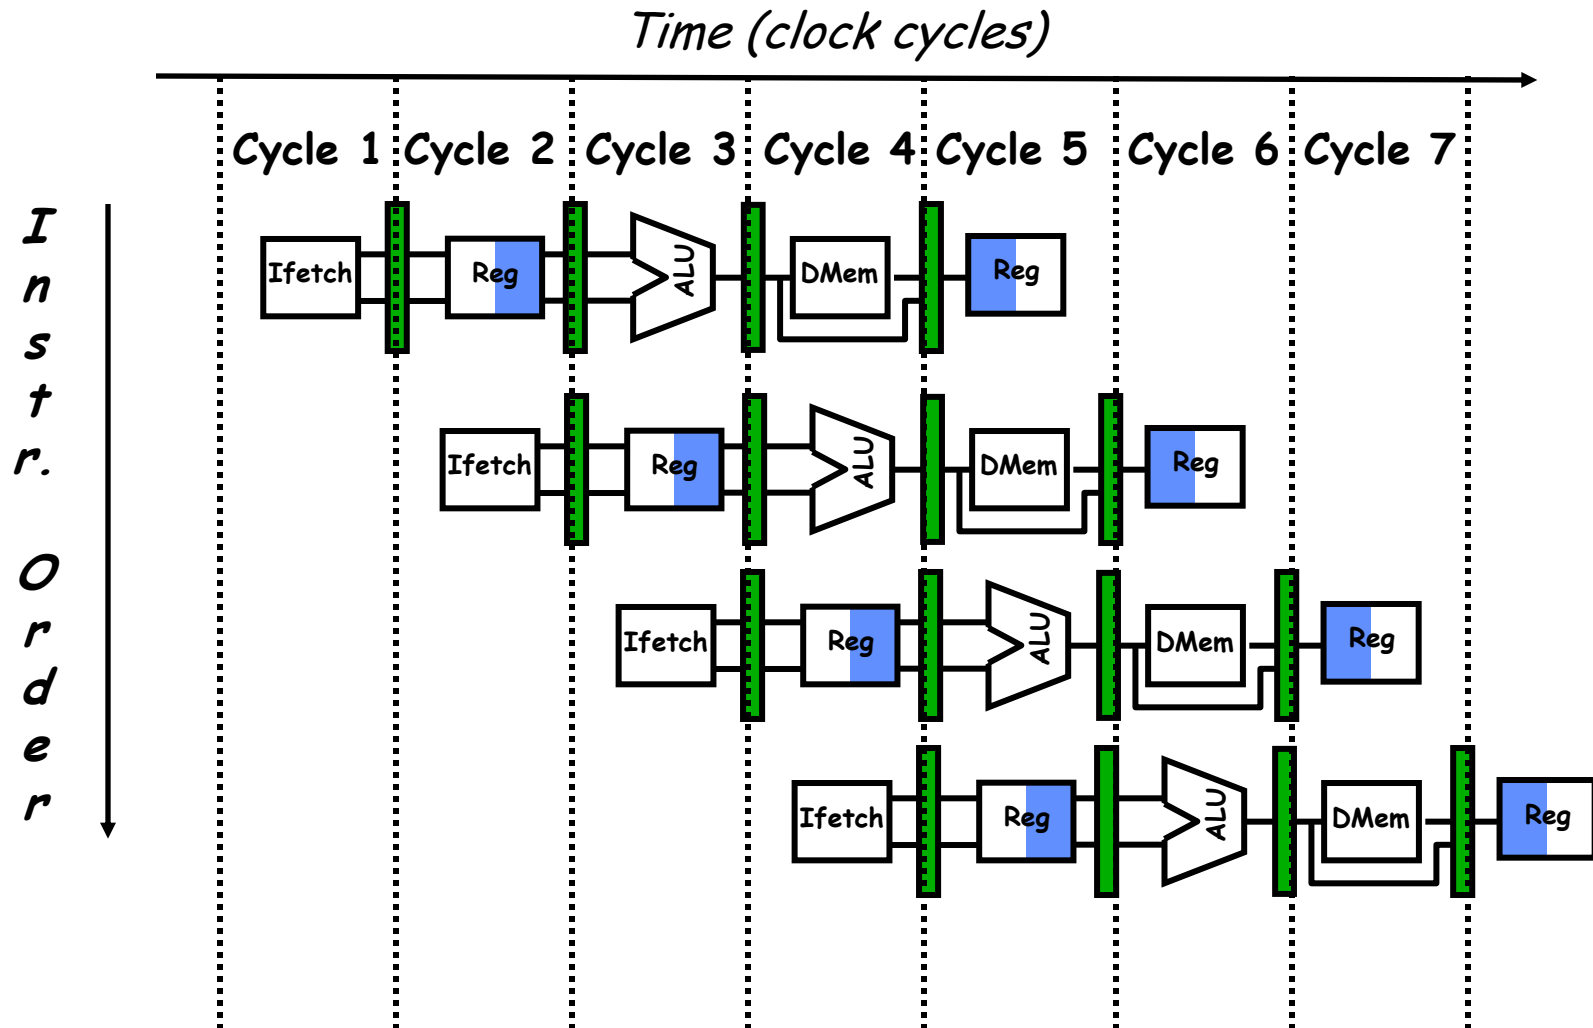 Time (clock cycles)
Cycle 1 Cycle 2 Cycle 3 Cycle 4 Cycle 5 Cycle 6 Cycle 7
Instr. Order
Ifetch Reg ALU DMem Reg
Ifetch Reg ALU DMem Reg
Ifetch Reg ALU DMem Reg
Ifetch Reg ALU DMem Reg